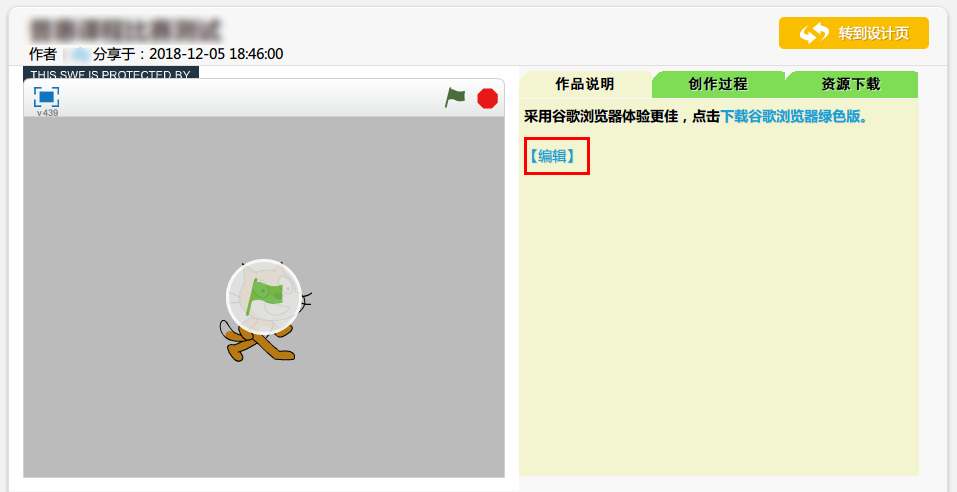 作者 分享于：2018-12-05 18:46:00
转到设计页
THIS SWF IS PROTECTED BY
v439
作品说明
创作过程
资源下载
采用谷歌浏览器体验更佳，点击下载谷歌浏览器绿色版。
【编辑】